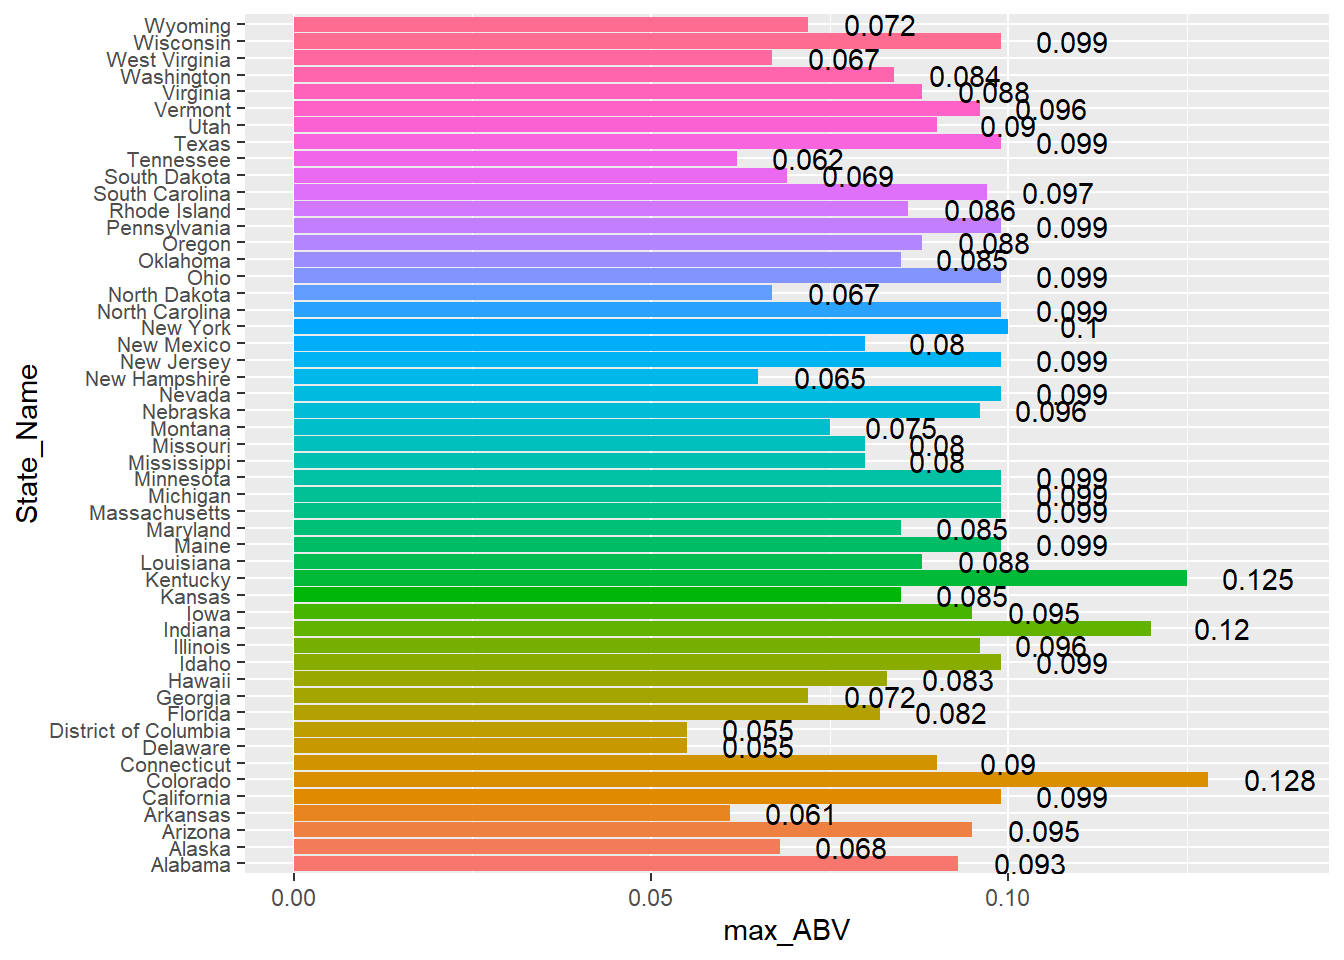 Wyoming 0.072
Wisconsin 0.099
West Virginia 0.067
Washington 0.084
Virginia 0.088
Vermont 0.096
Utah 0.09
Texas 0.099
Tennessee 0.062
South Dakota 0.069
South Carolina 0.097
Rhode Island 0.086
Pennsylvania 0.099
Oregon 0.088
Oklahoma 0.085
Ohio 0.099
North Dakota 0.067
North Carolina 0.099
New York 0.1
New Mexico 0.08
New Jersey 0.099
New Hampshire 0.065
Nevada 0.099
Nebraska 0.096
Montana 0.075
Missouri 0.08
Mississippi 0.08
Minnesota 0.099
Michigan 0.099
Massachusetts 0.099
Maryland 0.085
Maine 0.099
Louisiana 0.088
Kentucky 0.125
Kansas 0.085
Iowa 0.095
Indiana 0.12
Illinois 0.096
Idaho 0.099
Hawaii 0.083
Georgia 0.072
Florida 0.082
District of Columbia 0.055
Delaware 0.055
Connecticut 0.09
Colorado 0.128
California 0.099
Arkansas 0.061
Arizona 0.095
Alaska 0.068
Alabama 0.093
State_Name
0.00 0.05 0.10
max_ABV